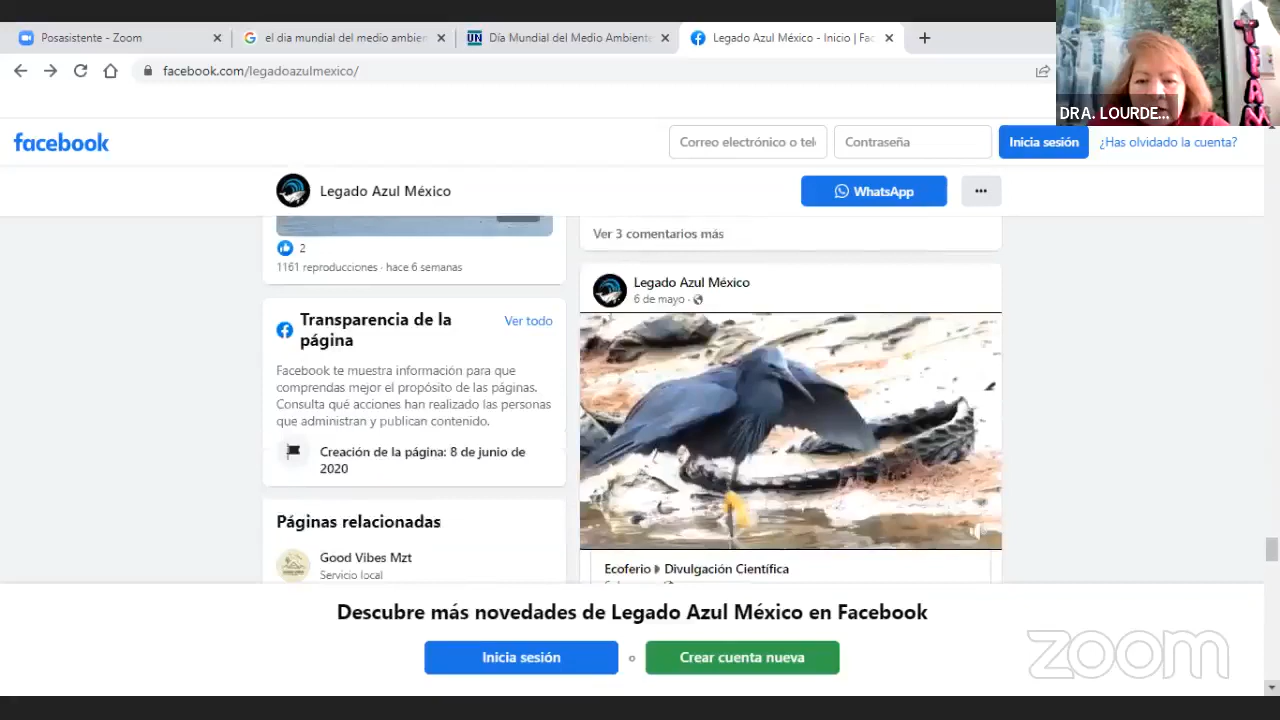 Posasistente - Zoom
el dia mundial del medio ambien
UN
Día Mundial del Medio Ambiente
Legado Azul México - Inicio | Fac
facebook.com/legadoazulmexico/
TEAM
DRA. LOURDE...
facebook
Correo electrónico o tel
Contraseña
Inicia sesión
¿Has olvidado la cuenta?
Legado Azul México
WhatsApp
2
1161 reproducciones · hace 6 semanas
Transparencia de la
página
Ver todo
Facebook te muestra información para que
comprendas mejor el propósito de las páginas.
Consulta qué acciones han realizado las personas
que administran y publican contenido.
Creación de la página: 8 de junio de
2020
Páginas relacionadas
Good Vibes Mzt
Servicio local
Ver 3 comentarios más
Legado Azul México
6 de mayo ·
Ecoferio
Divulgación Científica
Descubre más novedades de Legado Azul México en Facebook
Inicia sesión
o
Crear cuenta nueva
zoom